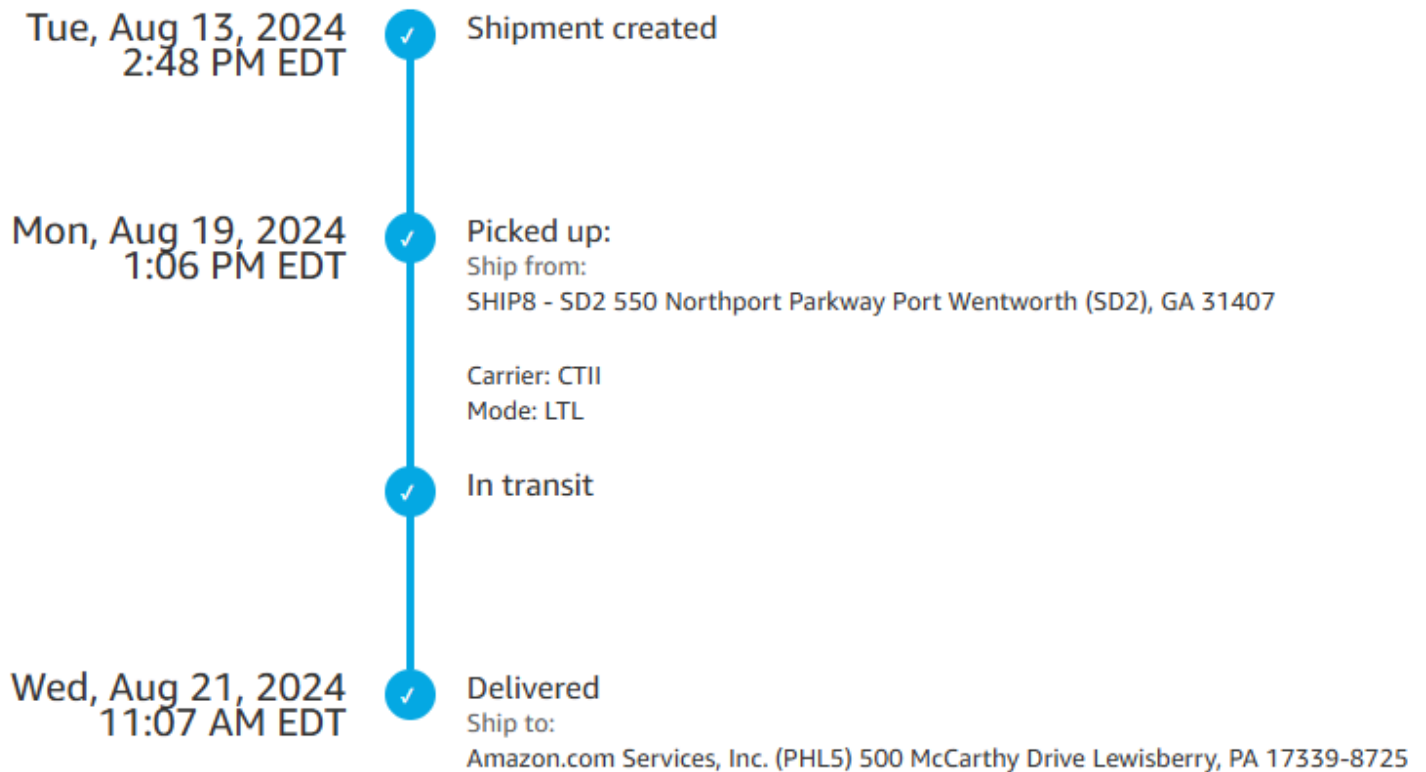 Tue, Aug 13, 2024
2:48 PM EDT
Shipment created
Mon, Aug 19, 2024
1:06 PM EDT
Picked up:
Ship from:
SHIP8 - SD2 550 Northport Parkway Port Wentworth (SD2), GA 31407
Carrier: CTII
Mode: LTL
In transit
Wed, Aug 21, 2024
11:07 AM EDT
Delivered
Ship to:
Amazon.com Services, Inc. (PHL5) 500 McCarthy Drive Lewisberry, PA 17339-8725